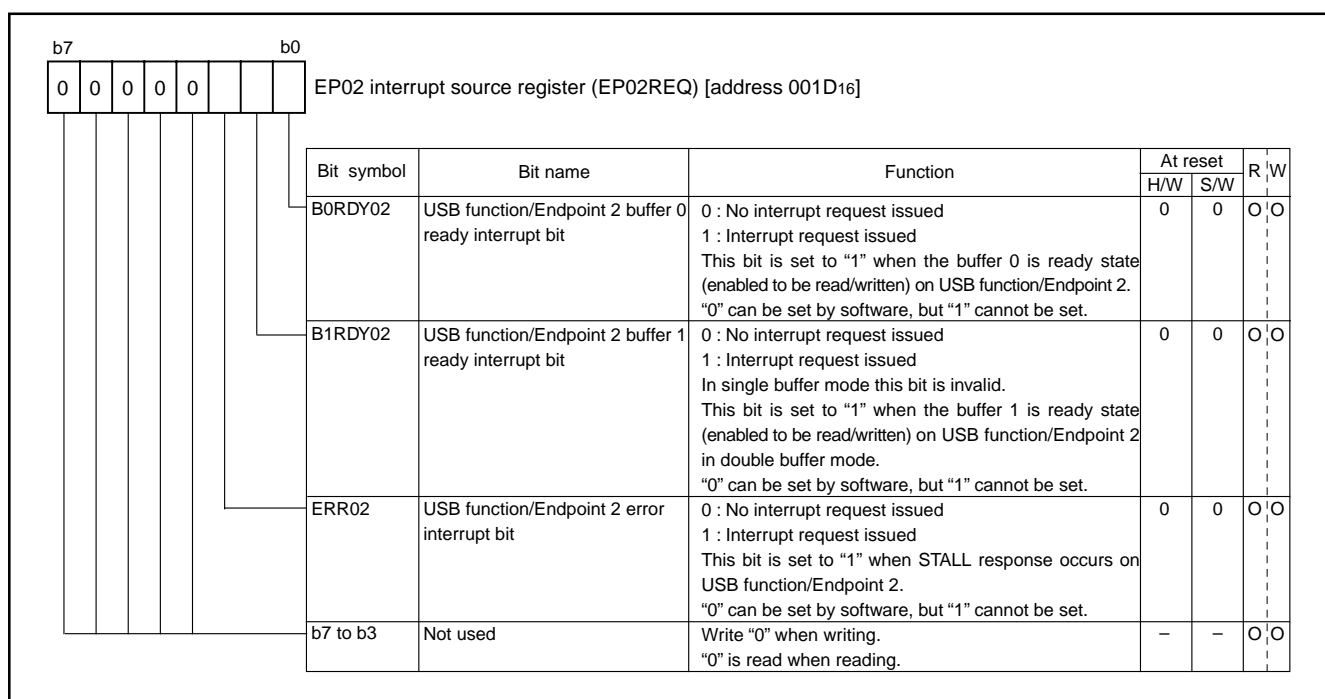 b7 b0
0 0 0 0 0
EP02 interrupt source register (EP02REQ) [address 001D16]
Bit symbol Bit name Function At reset R W
H/W S/W
B0RDY02 USB function/Endpoint 2 buffer 0 0 : No interrupt request issued 0 0 O O
ready interrupt bit 1 : Interrupt request issued
This bit is set to “1” when the buffer 0 is ready state
(enabled to be read/written) on USB function/Endpoint 2.
“0” can be set by software, but “1” cannot be set.
B1RDY02 USB function/Endpoint 2 buffer 1 0 : No interrupt request issued 0 0 O O
ready interrupt bit 1 : Interrupt request issued
In single buffer mode this bit is invalid.
This bit is set to “1” when the buffer 1 is ready state
(enabled to be read/written) on USB function/Endpoint 2
in double buffer mode.
“0” can be set by software, but “1” cannot be set.
ERR02 USB function/Endpoint 2 error 0 : No interrupt request issued 0 0 O O
interrupt bit 1 : Interrupt request issued
This bit is set to “1” when STALL response occurs on
USB function/Endpoint 2.
“0” can be set by software, but “1” cannot be set.
b7 to b3 Not used Write “0” when writing. – – O O
“0” is read when reading.